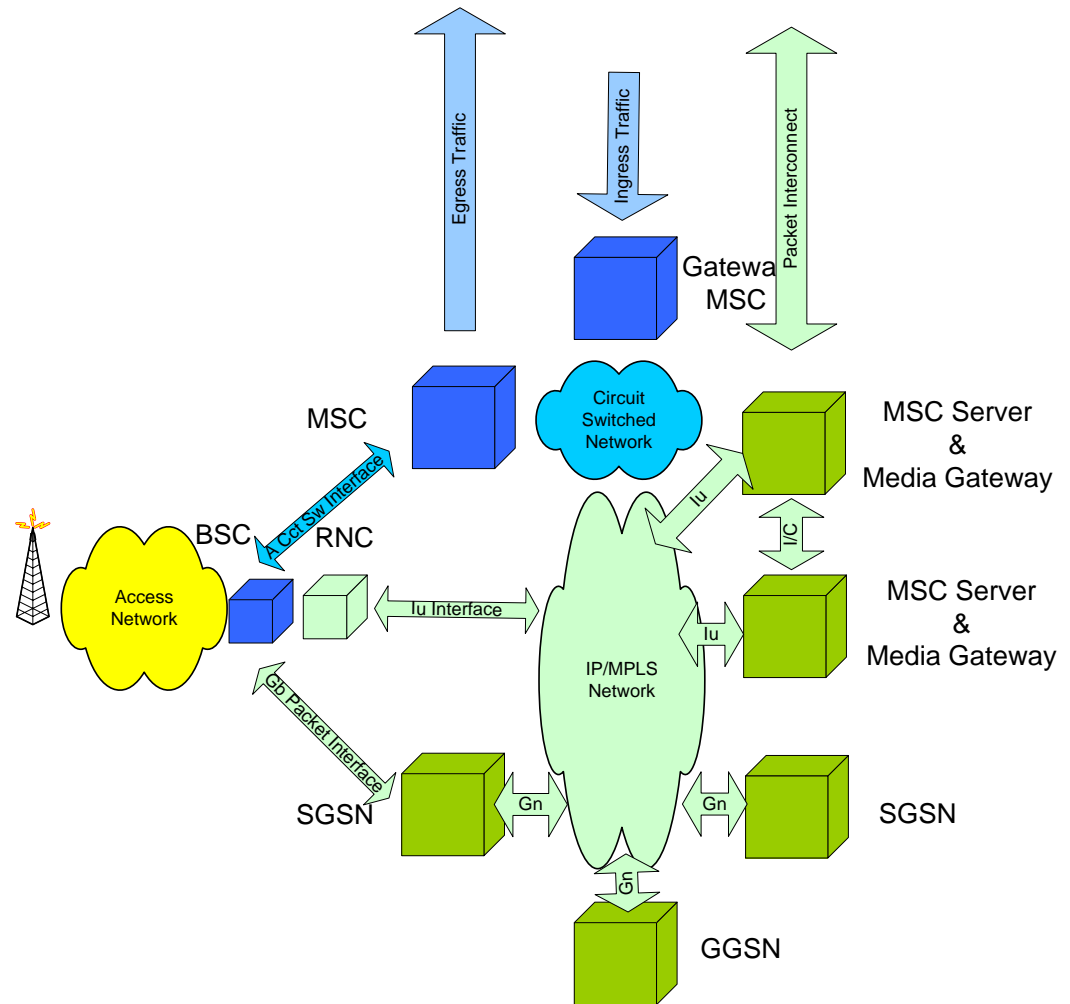 Egress Traffic
Ingress Traffic
Packet Interconnect
Gatewa
MSC
MSC
Circuit
Switched
Network
MSC Server
&
Media Gateway
A Cct Sw Interface
Iu
I/C
BSC
RNC
Access
Network
Iu Interface
IP/MPLS
Network
Iu
MSC Server
&
Media Gateway
Gb Packet Interface
SGSN
Gn
Gn
SGSN
Gn
GGSN